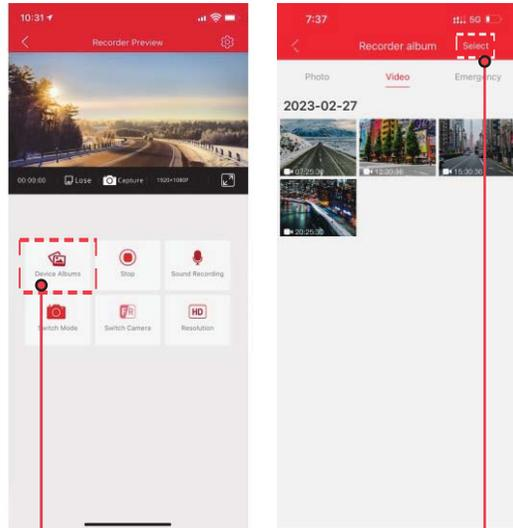 10:31
Recorder Preview
00:00:00 Lose Capture 1920×1080P
Device Albums Stop Sound Recording
Switch Mode FR Switch Camera HD Resolution
7:37 5G
Recorder album Select
Photo Video Emergency
2023-02-27
07:25:30 12:30:36 15:30:36
20:25:30